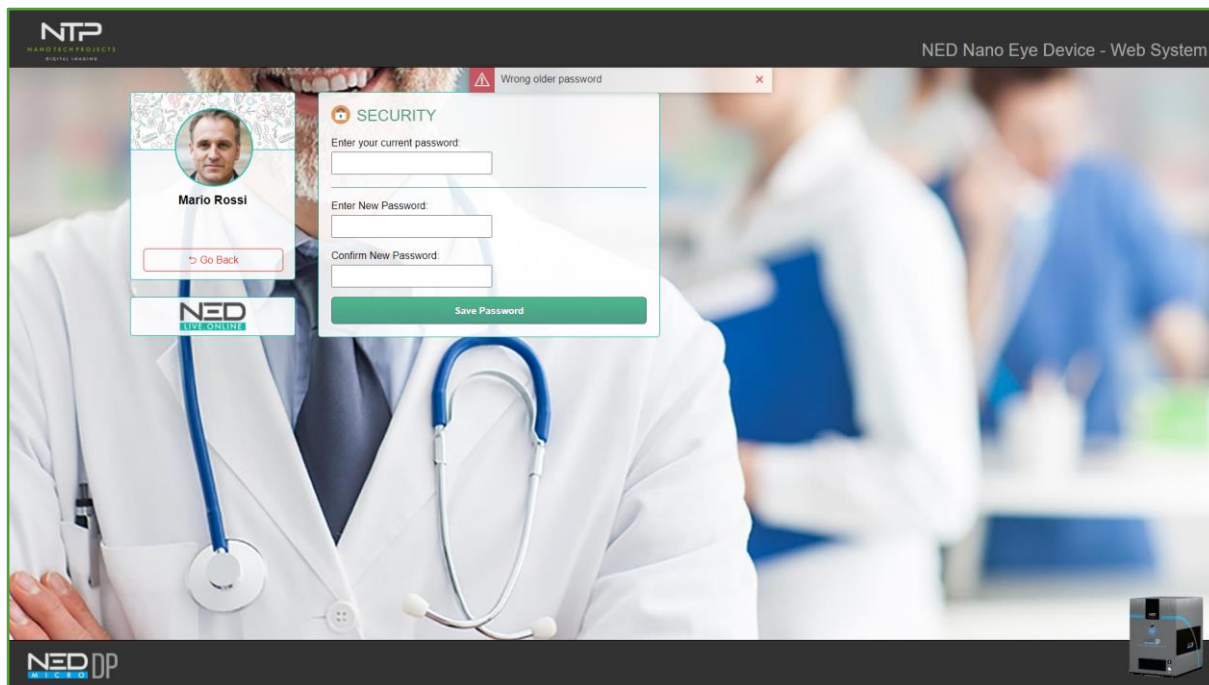 NTP
NANOTECHPROJECTS
DIGITAL IMAGING
NED Nano Eye Device - Web System
Wrong older password
SECURITY
Enter your current password:
Mario Rossi
Enter New Password:
Go Back
Confirm New Password:
NED
LIVE ONLINE
Save Password
NED DP
MICRO